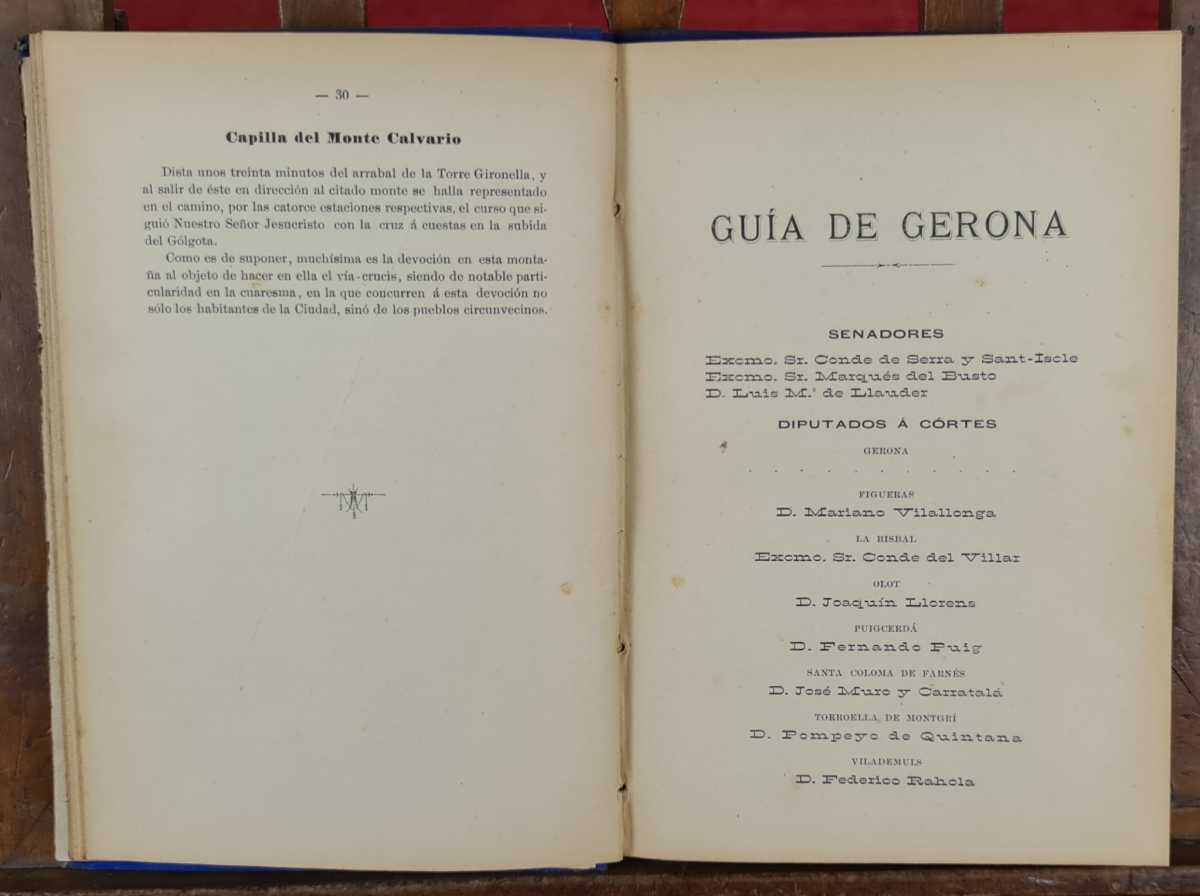 — 30 —
Capilla del Monte Calvario
Dista unos treinta minutos del arrabal de la Torre Gironella, y
al salir de éste en dirección al citado monte se halla representado
en el camino, por las catorce estaciones respectivas, el curso que si-
guió Nuestro Señor Jesucristo con la cruz á cuestas en la subida
del Gólgota.
Como es de suponer, muchísima es la devoción en esta monta-
ña al objeto de hacer en ella el vía-crucis, siendo de notable parti-
cularidad en la cuaresma, en la que concurren á esta devoción no
sólo los habitantes de la Ciudad, sinó de los pueblos circunvecinos.
GUÍA DE GERONA
SENADORES
Excmo. Sr. Conde de Serra y Sant-Iscle
Excmo. Sr. Marqués del Busto
D. Luis M.ª de Llauder
DIPUTADOS Á CÓRTES
GERONA
. . . . . . . . . . . .
FIGUERAS
D. Mariano Vilallonga
LA BISBAL
Excmo. Sr. Conde del Villar
OLOT
D. Joaquín Llorens
PUIGCERDÁ
D. Fernando Puig
SANTA COLOMA DE FARNÉS
D. José Muro y Carratalá
TORROELLA DE MONTGRÍ
D. Pompeyo de Quintana
VILADEMULS
D. Federico Rahola